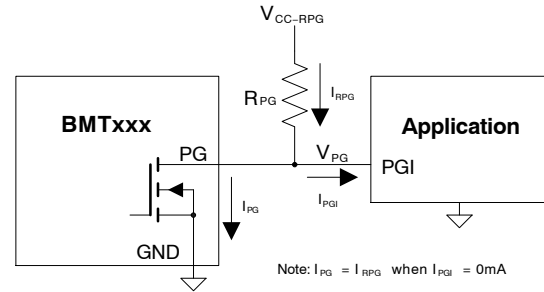 VCC–RPG
RPG
IRPG
BMTxxx
Application
PG
VPG
PGI
IPG
IPGI
GND
Note: IPG = IRPG when IPGI = 0mA